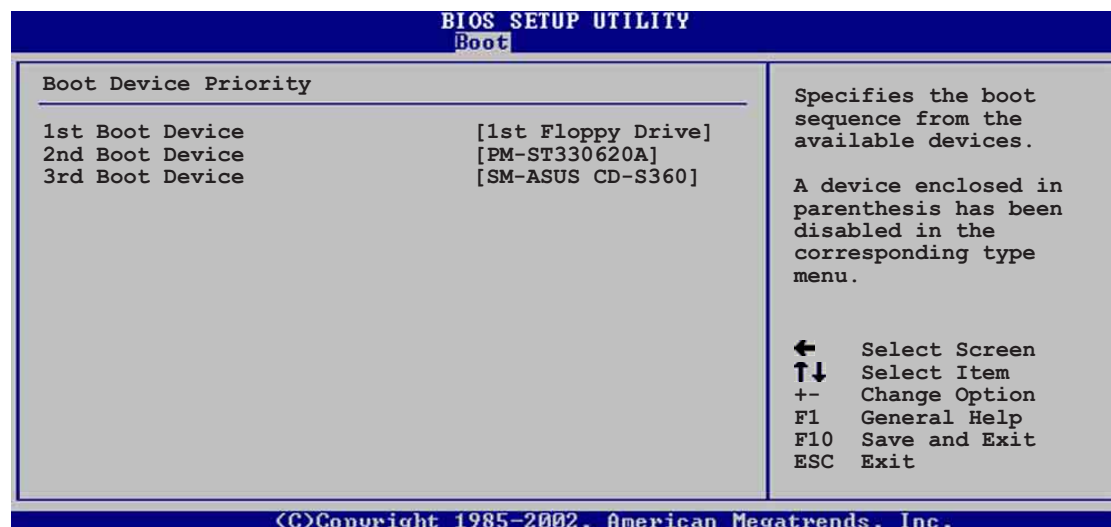 BIOS SETUP UTILITY
Boot
Boot Device Priority
1st Boot Device [1st Floppy Drive]
2nd Boot Device [PM-ST330620A]
3rd Boot Device [SM-ASUS CD-S360]
Specifies the boot
sequence from the
available devices.
A device enclosed in
parenthesis has been
disabled in the
corresponding type
menu.
← Select Screen
↑↓ Select Item
+- Change Option
F1 General Help
F10 Save and Exit
ESC Exit
(C)Copyright 1985-2002, American Megatrends, Inc.